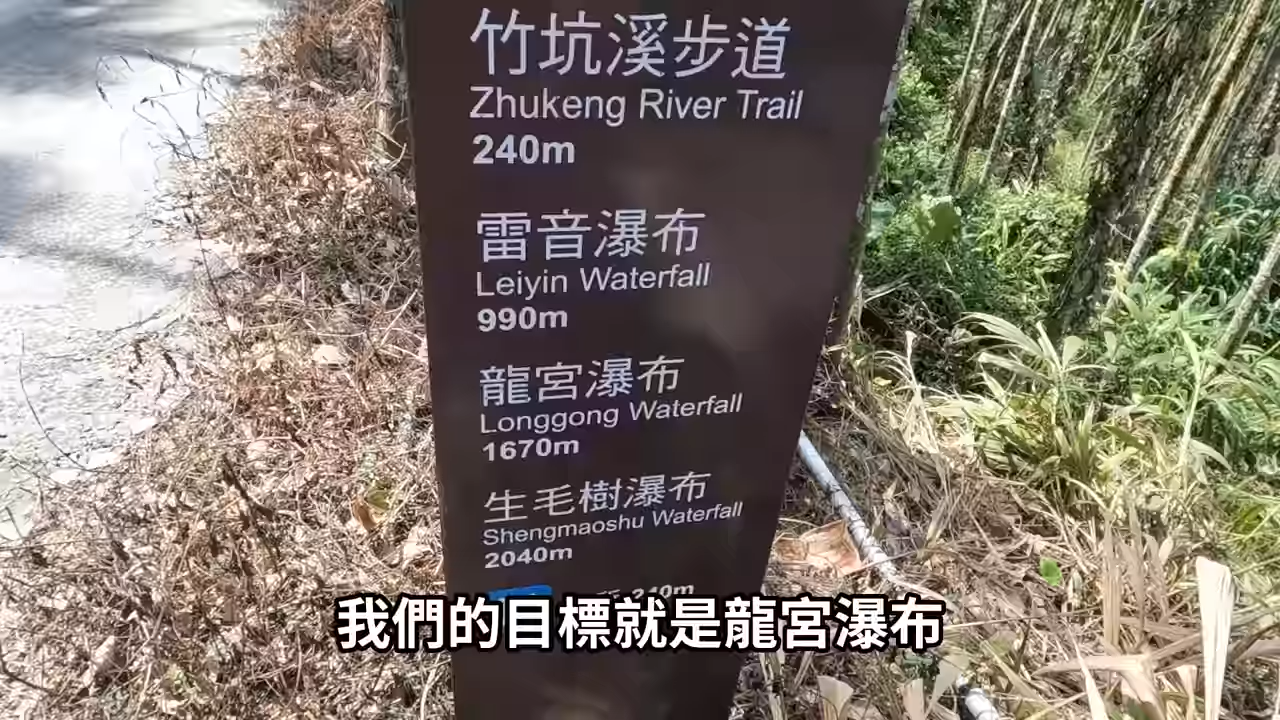 竹坑溪步道
Zhukeng River Trail
240m
雷音瀑布
Leiyin Waterfall
990m
龍宮瀑布
Longgong Waterfall
1670m
生毛樹瀑布
Shengmaoshu Waterfall
2040m
240m
我們的目標就是龍宮瀑布